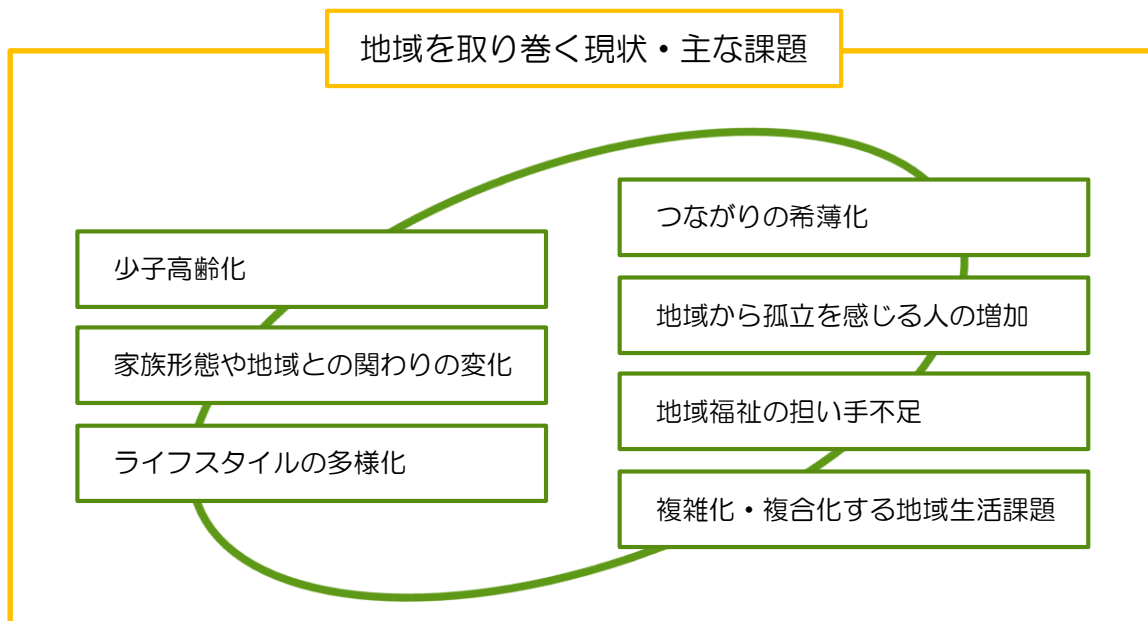 地域を取り巻く現状・主な課題
少子高齢化
家族形態や地域との関わりの変化
ライフスタイルの多様化
つながりの希薄化
地域から孤立を感じる人の増加
地域福祉の担い手不足
複雑化・複合化する地域生活課題